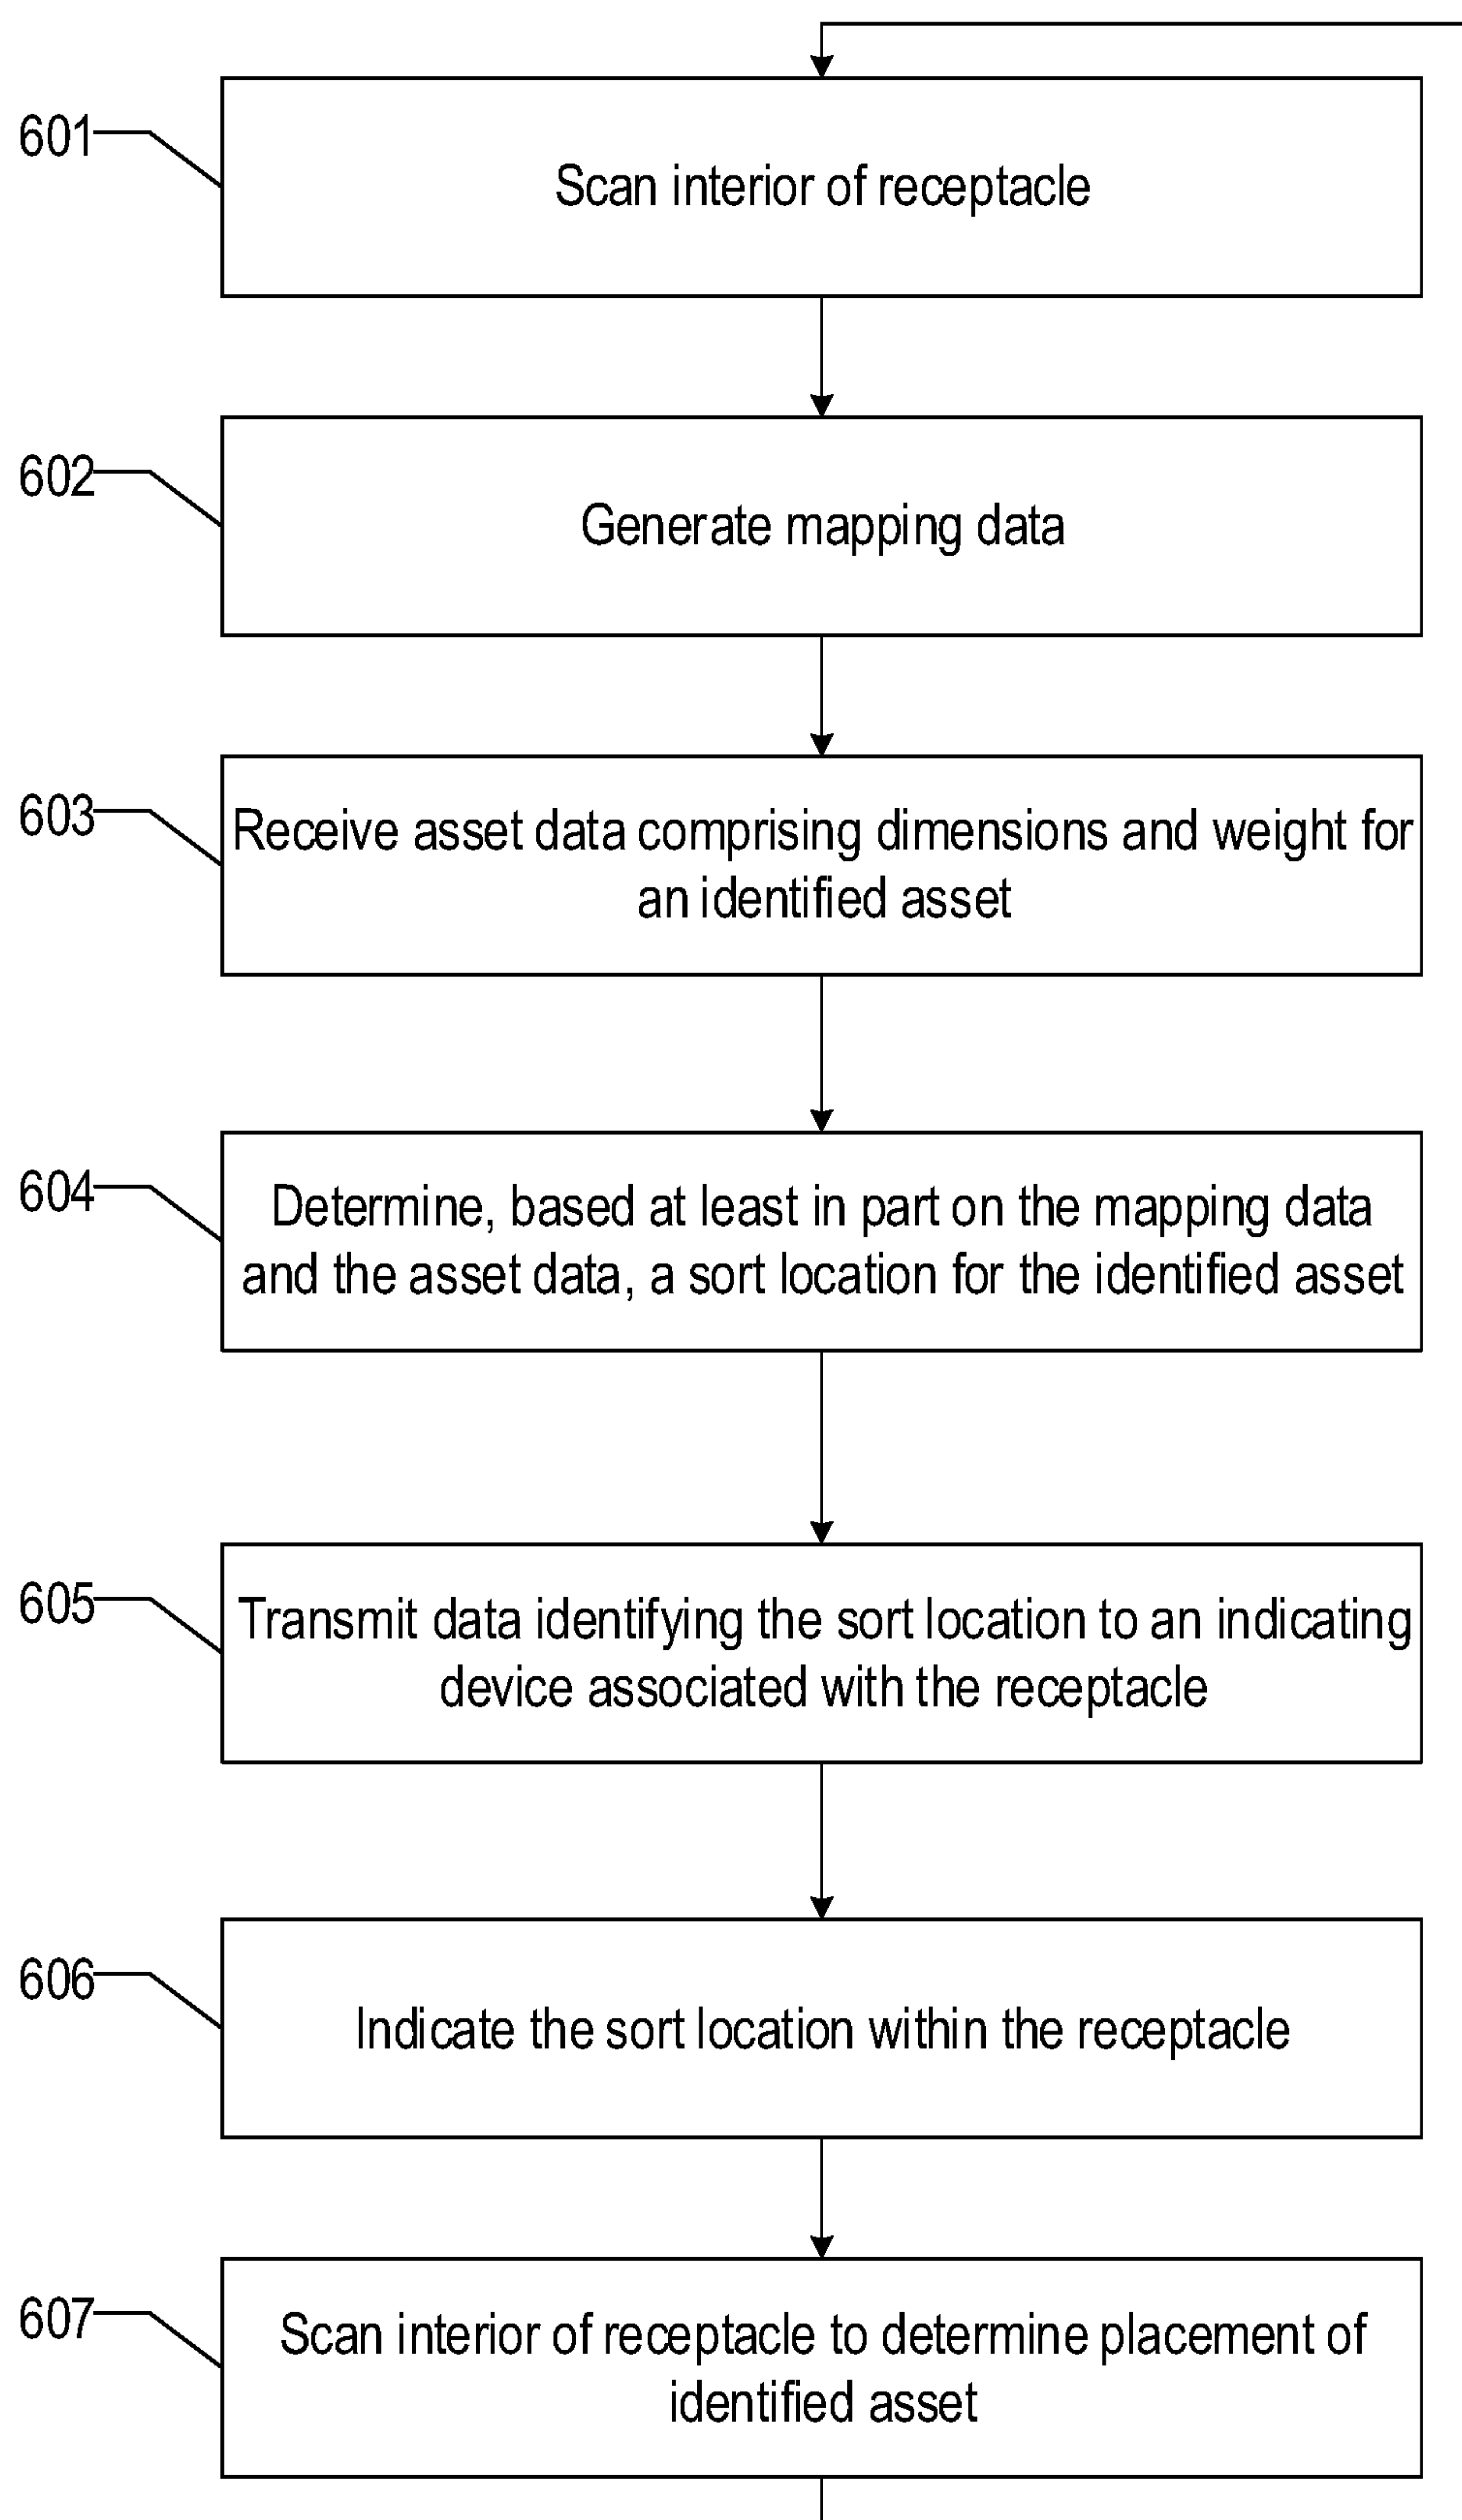 601
Scan interior of receptacle
602
Generate mapping data
603
Receive asset data comprising dimensions and weight for
an identified asset
604
Determine, based at least in part on the mapping data
and the asset data, a sort location for the identified asset
605
Transmit data identifying the sort location to an indicating
device associated with the receptacle
606
Indicate the sort location within the receptacle
607
Scan interior of receptacle to determine placement of
identified asset